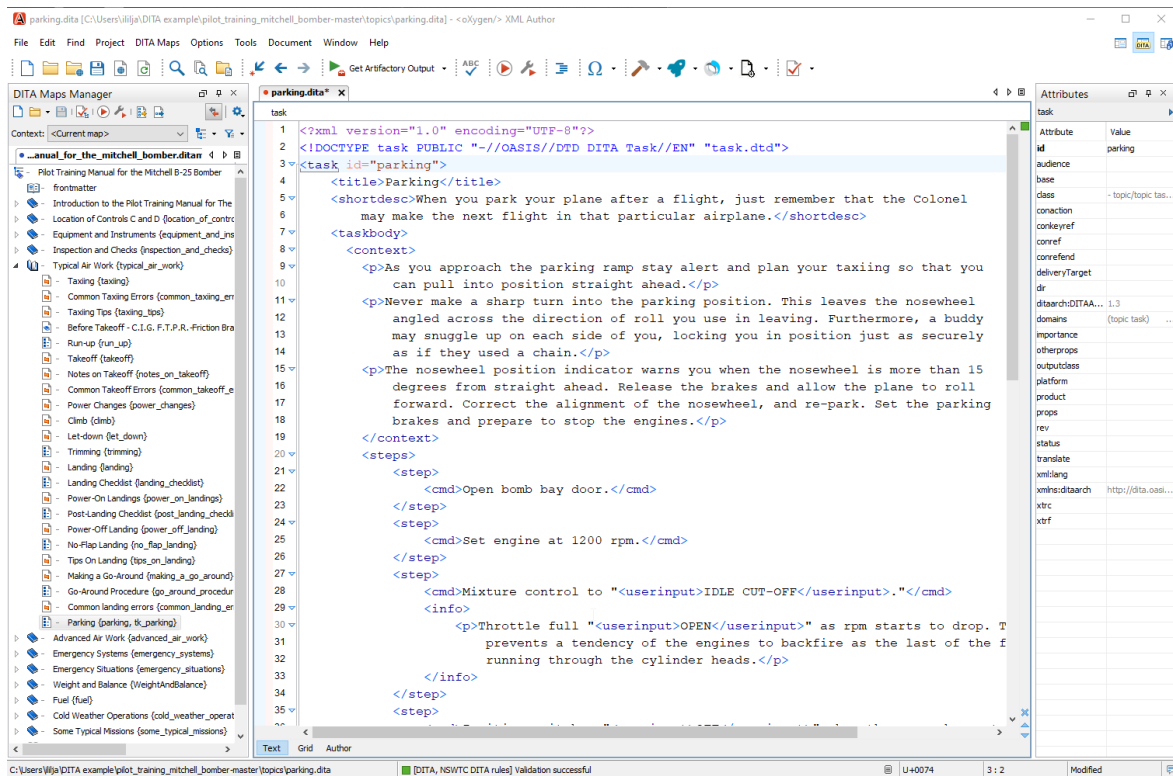 parking.dita [C:\Users\ilija\DITA example\pilot_training_mitchell_bomber-master\topics\parking.dita] - <oXygen/> XML Author
File Edit Find Project DITA Maps Options Tools Document Window Help
Get Artifactory Output
DITA Maps Manager
Context: <Current map>
...anual_for_the_mitchell_bomber.ditamap
Pilot Training Manual for the Mitchell B-25 Bomber
- frontmatter
- Introduction to the Pilot Training Manual for The
- Location of Controls C and D {location_of_contro
- Equipment and Instruments {equipment_and_ins
- Inspection and Checks {inspection_and_checks}
- Typical Air Work {typical_air_work}
- Taxiing {taxiing}
- Common Taxiing Errors {common_taxiing_err
- Taxiing Tips {taxiing_tips}
- Before Takeoff - C.I.G. F.T.P.R.-Friction Bra
- Run-up {run_up}
- Takeoff {takeoff}
- Notes on Takeoff {notes_on_takeoff}
- Common Takeoff Errors {common_takeoff_e
- Power Changes {power_changes}
- Climb {climb}
- Let-down {let_down}
- Trimming {trimming}
- Landing {landing}
- Landing Checklist {landing_checklist}
- Power-On Landings {power_on_landings}
- Post-Landing Checklist {post_landing_checkli
- Power-Off Landing {power_off_landing}
- No-Flap Landing {no_flap_landing}
- Tips On Landing {tips_on_landing}
- Making a Go-Around {making_a_go_around}
- Go-Around Procedure {go_around_procedur
- Common landing errors {common_landing_er
- Parking {parking, tk_parking}
- Advanced Air Work {advanced_air_work}
- Emergency Systems {emergency_systems}
- Emergency Situations {emergency_situations}
- Weight and Balance {WeightAndBalance}
- Fuel {fuel}
- Cold Weather Operations {cold_weather_operat
- Some Typical Missions {some_typical_missions}
parking.dita*
task
1 <?xml version="1.0" encoding="UTF-8"?>
2 <!DOCTYPE task PUBLIC "-//OASIS//DTD DITA Task//EN" "task.dtd">
3 <task id="parking">
4 <title>Parking</title>
5 <shortdesc>When you park your plane after a flight, just remember that the Colonel
6 may make the next flight in that particular airplane.</shortdesc>
7 <taskbody>
8 <context>
9 <p>As you approach the parking ramp stay alert and plan your taxiing so that you
10 can pull into position straight ahead.</p>
11 <p>Never make a sharp turn into the parking position. This leaves the nosewheel
12 angled across the direction of roll you use in leaving. Furthermore, a buddy
13 may snuggle up on each side of you, locking you in position just as securely
14 as if they used a chain.</p>
15 <p>The nosewheel position indicator warns you when the nosewheel is more than 15
16 degrees from straight ahead. Release the brakes and allow the plane to roll
17 forward. Correct the alignment of the nosewheel, and re-park. Set the parking
18 brakes and prepare to stop the engines.</p>
19 </context>
20 <steps>
21 <step>
22 <cmd>Open bomb bay door.</cmd>
23 </step>
24 <step>
25 <cmd>Set engine at 1200 rpm.</cmd>
26 </step>
27 <step>
28 <cmd>Mixture control to "<userinput>IDLE CUT-OFF</userinput>."</cmd>
29 <info>
30 <p>Throttle full "<userinput>OPEN</userinput>" as rpm starts to drop. T
31 prevents a tendency of the engines to backfire as the last of the f
32 running through the cylinder heads.</p>
33 </info>
34 </step>
35 <step>
Text Grid Author
Attributes
task
Attribute Value
id parking
audience
base
class - topic/topic tas...
conaction
conkeyref
conref
conrefend
deliveryTarget
dir
ditaarch:DITAA... 1.3
domains (topic task) ...
importance
otherprops
outputclass
platform
product
props
rev
status
translate
xml:lang
xmlns:ditaarch http://dita.oasi...
xtrc
xtrf
C:\Users\ilija\DITA example\pilot_training_mitchell_bomber-master\topics\parking.dita
[DITA, NSWTC DITA rules] Validation successful
U+0074
3 : 2
Modified